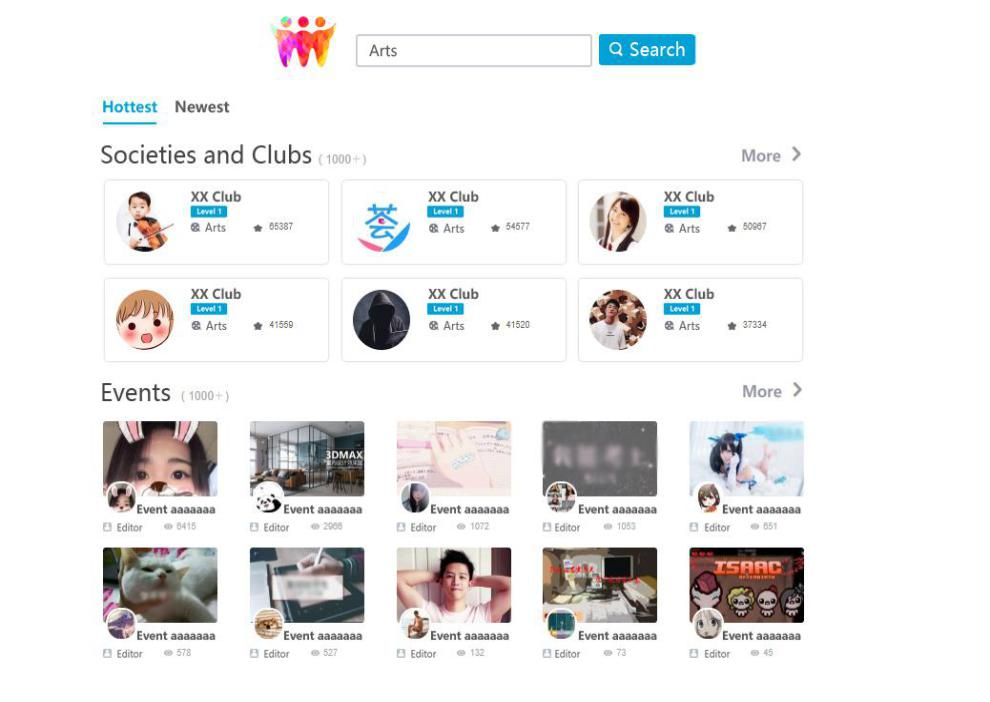 Arts
Search
Hottest Newest
Societies and Clubs ( 1000+ )
More
XX Club
Level 1
Arts 65387
XX Club
Level 1
Arts 54577
XX Club
Level 1
Arts 50967
XX Club
Level 1
Arts 41559
XX Club
Level 1
Arts 41520
XX Club
Level 1
Arts 37334
Events ( 1000+ )
More
3DMAX
Event aaaaaaa
Editor 6415
Event aaaaaaa
Editor 2966
Event aaaaaaa
Editor 1072
Event aaaaaaa
Editor 1053
Event aaaaaaa
Editor 651
ISAAC
Event aaaaaaa
Editor 578
Event aaaaaaa
Editor 527
Event aaaaaaa
Editor 132
Event aaaaaaa
Editor 73
Event aaaaaaa
Editor 45